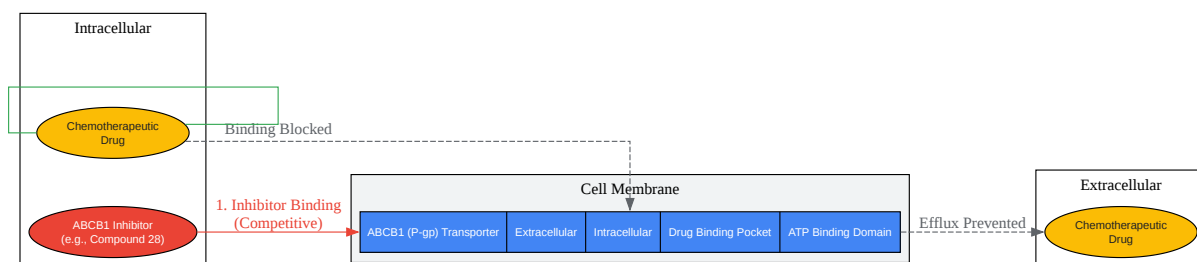 Intracellular
Chemotherapeutic
Drug
Binding Blocked
ABCB1 Inhibitor
(e.g., Compound 28)
1. Inhibitor Binding
(Competitive)
Cell Membrane
ABCB1 (P-gp) Transporter
Extracellular
Intracellular
Drug Binding Pocket
ATP Binding Domain
Efflux Prevented
Extracellular
Chemotherapeutic
Drug